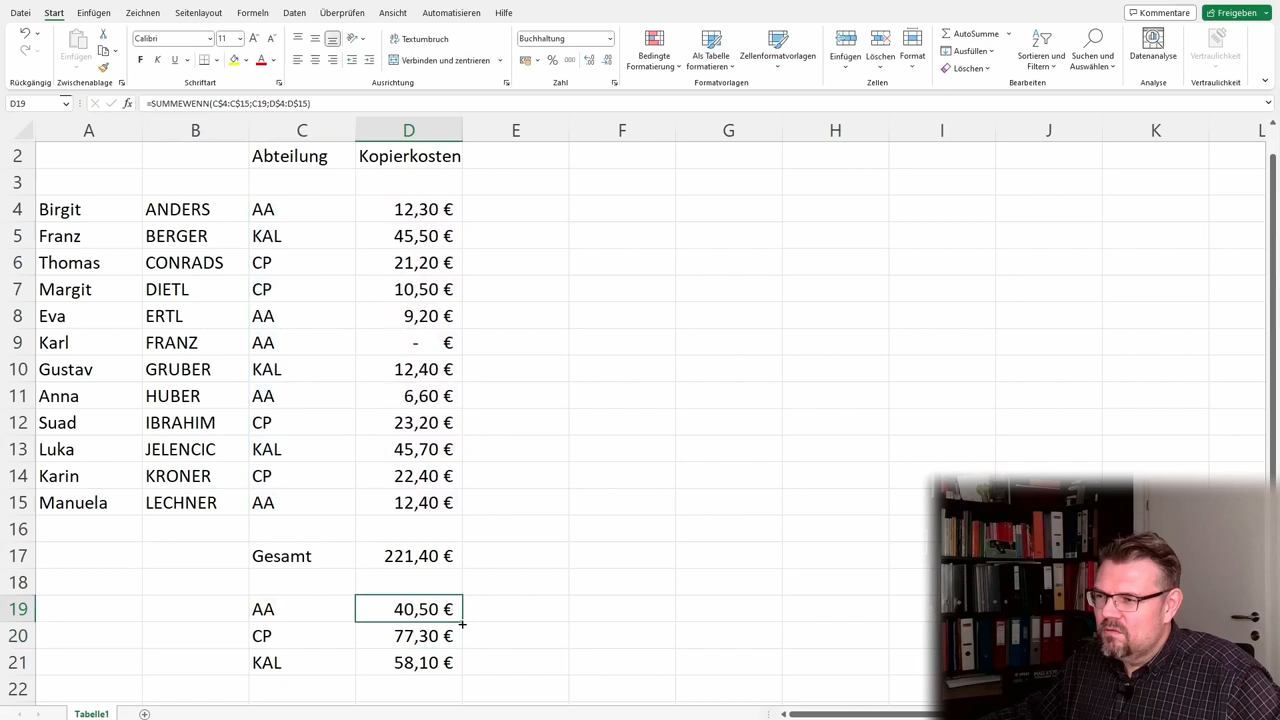 Datei Start Einfügen Zeichnen Seitenlayout Formeln Daten Überprüfen Ansicht Automatisieren Hilfe Kommentare Freigeben
Calibri 11 Textumbruch Buchhaltung AutoSumme
Einfügen F K U Verbinden und zentrieren % Bedingte Formatierung Als Tabelle formatieren Zellenformatvorlagen Einfügen Löschen Format Ausfüllen Löschen Sortieren und Filtern Suchen und Auswählen Datenanalyse Vertraulichkeit
Rückgängig Zwischenablage Schriftart Ausrichtung Zahl Formatvorlagen Zellen Bearbeiten Analyse Vertraulichkeit
D19 fx =SUMMEWENN(C$4:C$15;C19;D$4:D$15)
A B C D E F G H I J K L
2 Abteilung Kopierkosten
3
4 Birgit ANDERS AA 12,30 €
5 Franz BERGER KAL 45,50 €
6 Thomas CONRADS CP 21,20 €
7 Margit DIETL CP 10,50 €
8 Eva ERTL AA 9,20 €
9 Karl FRANZ AA - €
10 Gustav GRUBER KAL 12,40 €
11 Anna HUBER AA 6,60 €
12 Suad IBRAHIM CP 23,20 €
13 Luka JELENCIC KAL 45,70 €
14 Karin KRONER CP 22,40 €
15 Manuela LECHNER AA 12,40 €
16
17 Gesamt 221,40 €
18
19 AA 40,50 €
20 CP 77,30 €
21 KAL 58,10 €
22
Tabelle1